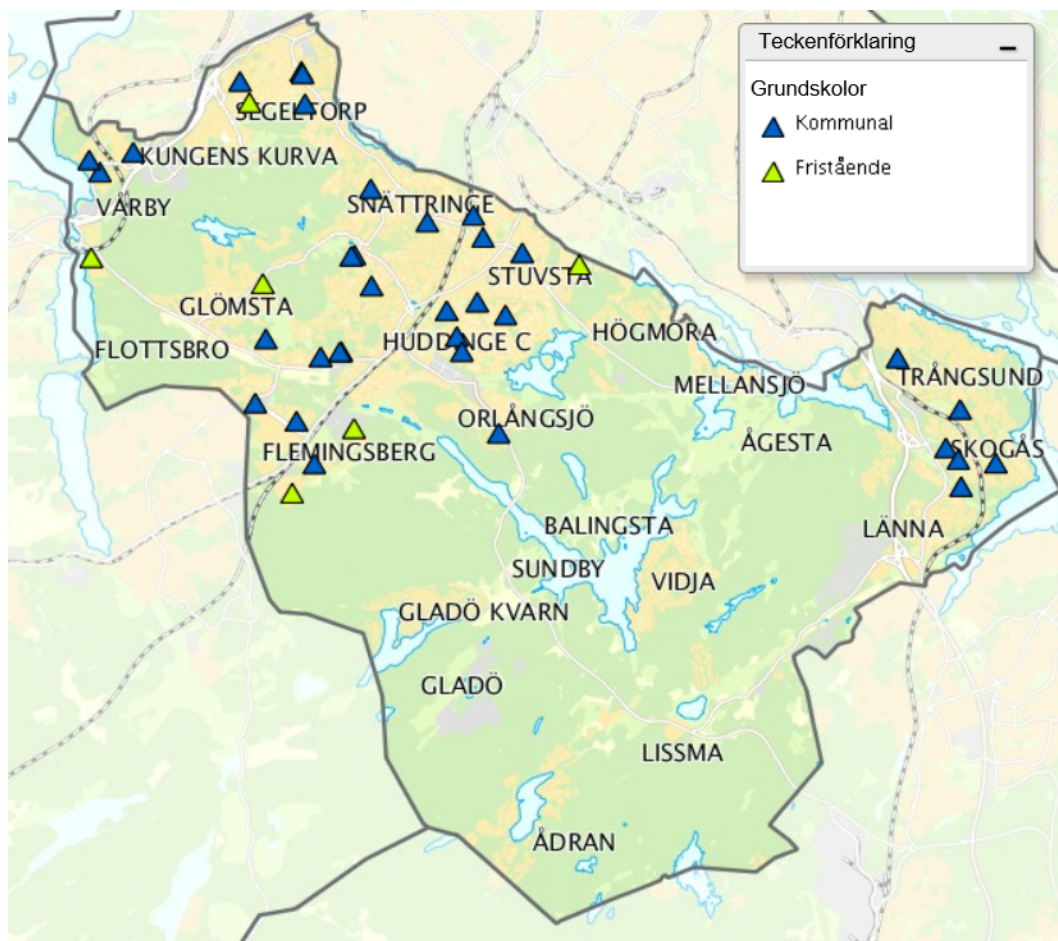 Teckenförklaring
Grundskolor
Kommunal
Fristående
SEGELTORP
KUNGENS KURVA
VÅRBY
SNÄTTRINGE
STUVSTA
GLÖMSTA
HÖGMORA
FLOTTSBRO
HUDDINGE C
TRÅNGSUND
MELLANSJÖ
ORLÅNGSJÖ
ÅGESTA
FLEMINGSBERG
SKOGÅS
BALINGSTA
LÄNNA
SUNDBY
VIDJA
GLADÖ KVARN
GLADÖ
LISSMA
ÅDRAN